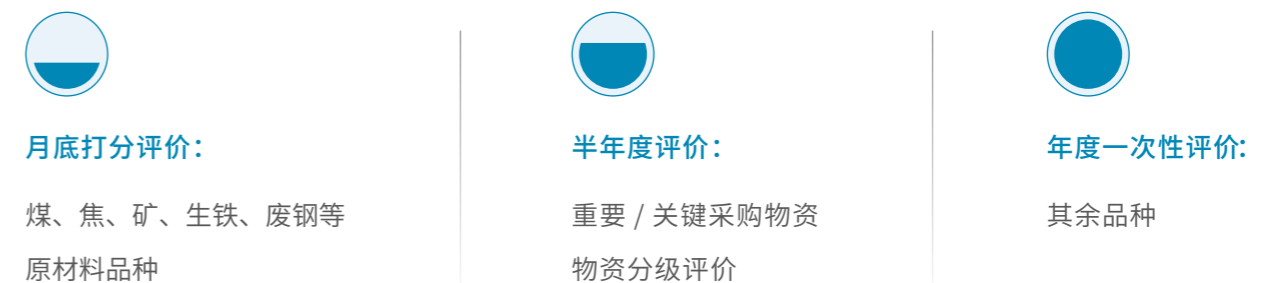 月底打分评价：
煤、焦、矿、生铁、废钢等
原材料品种
半年度评价：
重要 / 关键采购物资
物资分级评价
年度一次性评价：
其余品种